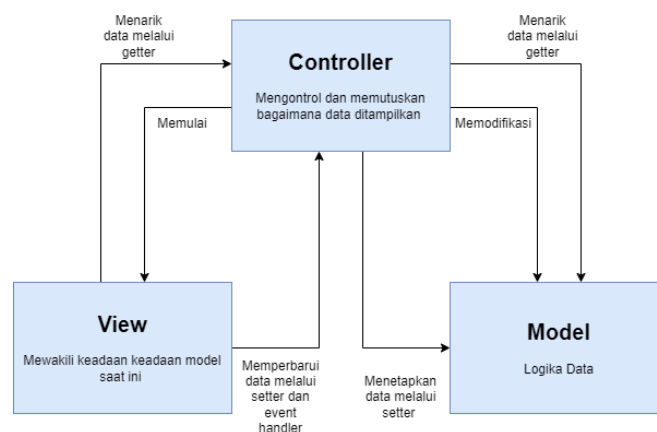 Menarik
data melalui
getter
Menarik
data melalui
getter
Controller
Mengontrol dan memutuskan
bagaimana data ditampilkan
Memulai
Memodifikasi
View
Mewakili keadaan keadaan model
saat ini
Model
Logika Data
Memperbarui
data melalui
setter dan
event
handler
Menetapkan
data melalui
setter